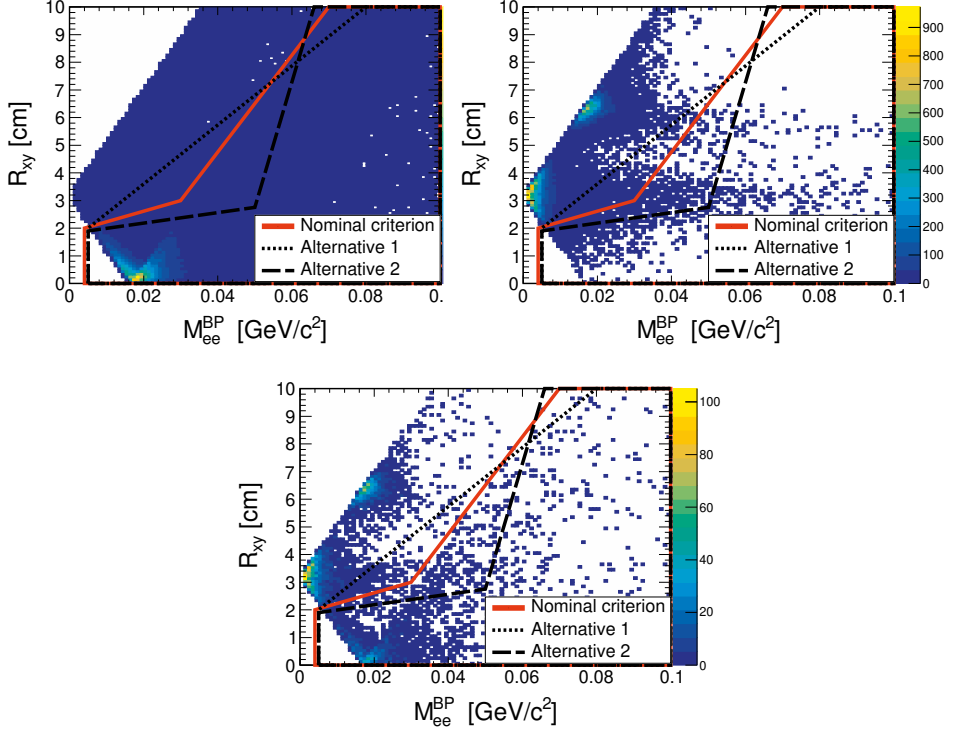 10
9
8
7
6
5
4
3
2
1
0
R_xy [cm]
Nominal criterion
Alternative 1
Alternative 2
0 0.02 0.04 0.06 0.08 0.
M_ee^BP [GeV/c²]
10
9
8
7
6
5
4
3
2
1
0
R_xy [cm]
Nominal criterion
Alternative 1
Alternative 2
0 0.02 0.04 0.06 0.08 0.1
M_ee^BP [GeV/c²]
900
800
700
600
500
400
300
200
100
0
10
9
8
7
6
5
4
3
2
1
0
R_xy [cm]
Nominal criterion
Alternative 1
Alternative 2
0 0.02 0.04 0.06 0.08 0.1
M_ee^BP [GeV/c²]
100
80
60
40
20
0